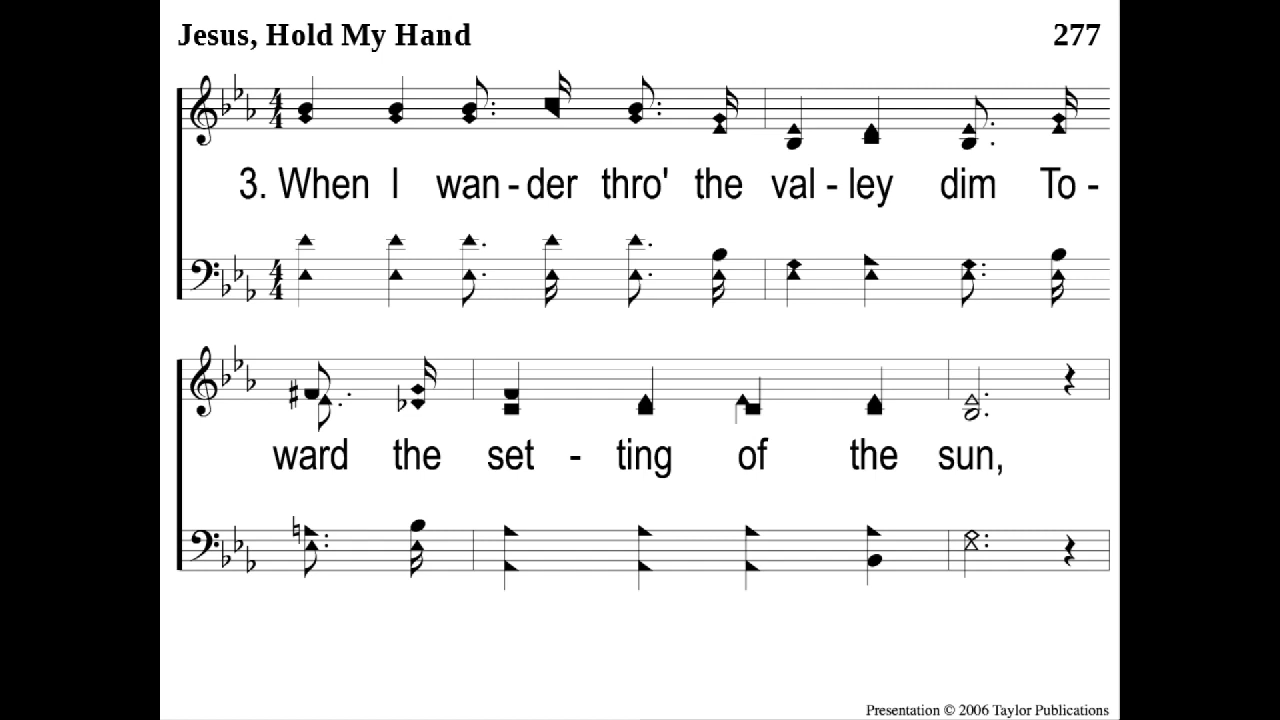 Jesus, Hold My Hand 277
3. When I wan - der thro' the val - ley dim To -
ward the set - ting of the sun,
Presentation © 2006 Taylor Publications